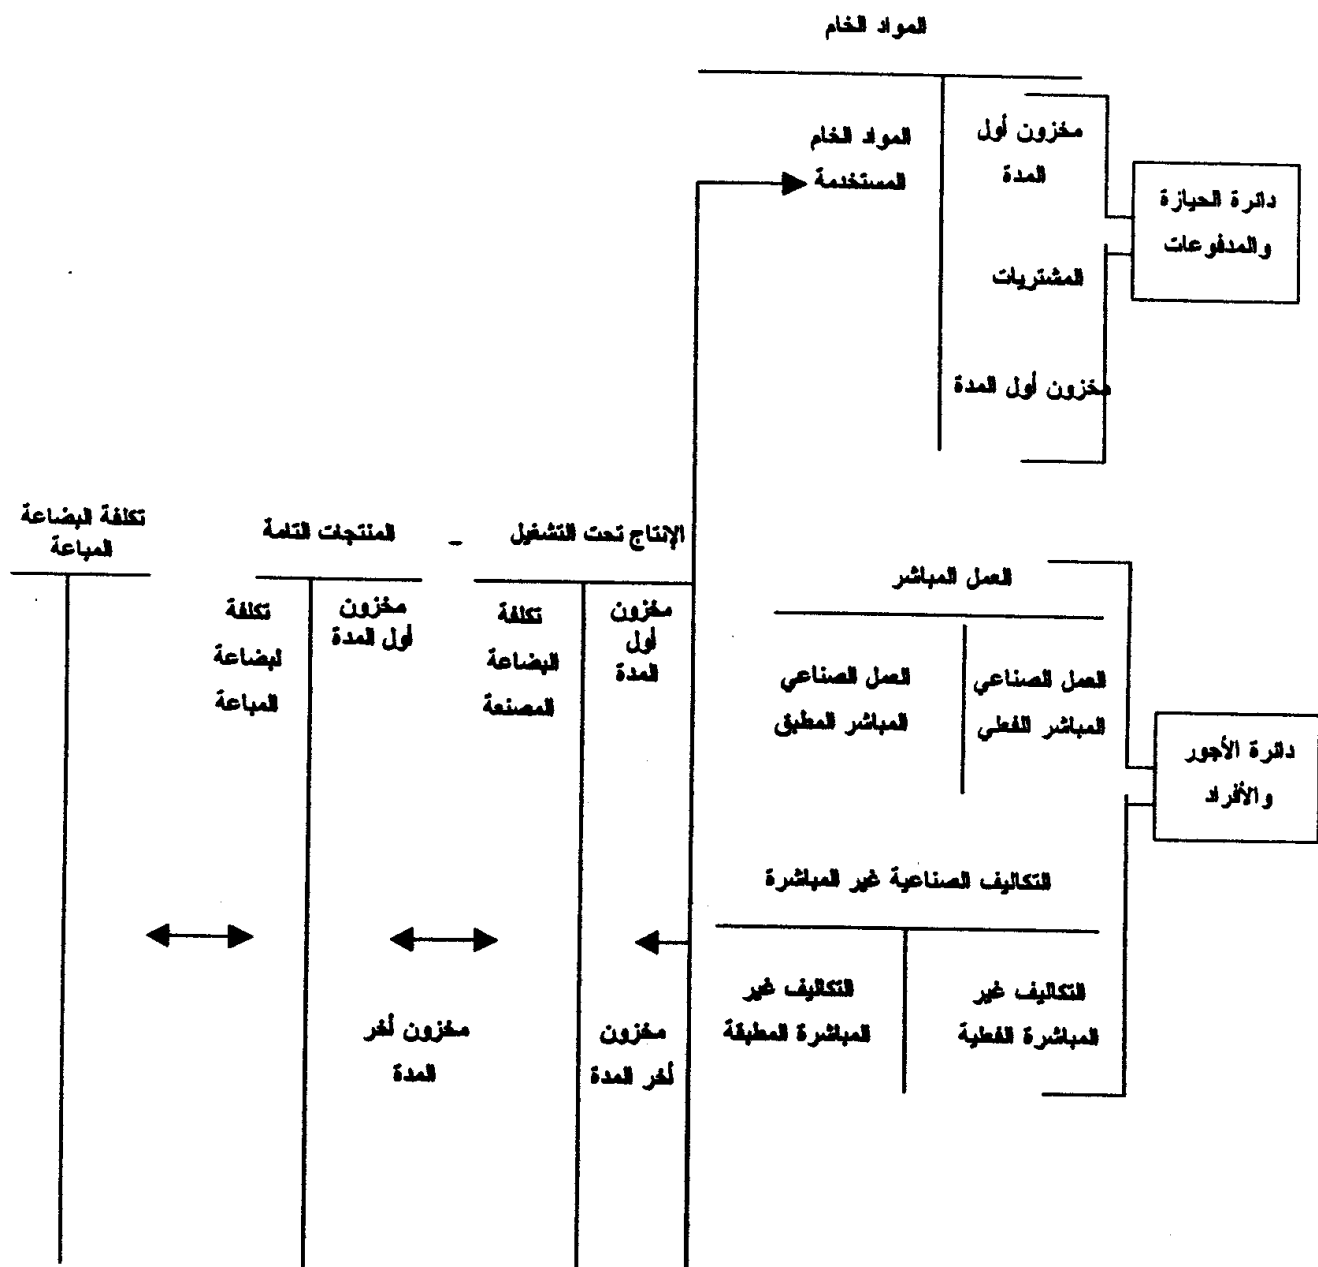 المواد الخام
مخزون أول
المدة
المشتريات
مخزون أول المدة
المواد الخام
المستخدمة
دائرة الحيازة
والمدفوعات
العمل المباشر
العمل الصناعي
المباشر الفعلي
العمل الصناعي
المباشر المطبق
دائرة الأجور
والأفراد
التكاليف الصناعية غير المباشرة
التكاليف غير
المباشرة الفعلية
التكاليف غير
المباشرة المطبقة
الإنتاج تحت التشغيل
مخزون
أول
المدة
مخزون
أخر المدة
تكلفة
البضاعة
المصنعة
المنتجات التامة
مخزون
أول المدة
مخزون أخر
المدة
تكلفة
لبضاعة
المباعة
تكلفة البضاعة
المباعة